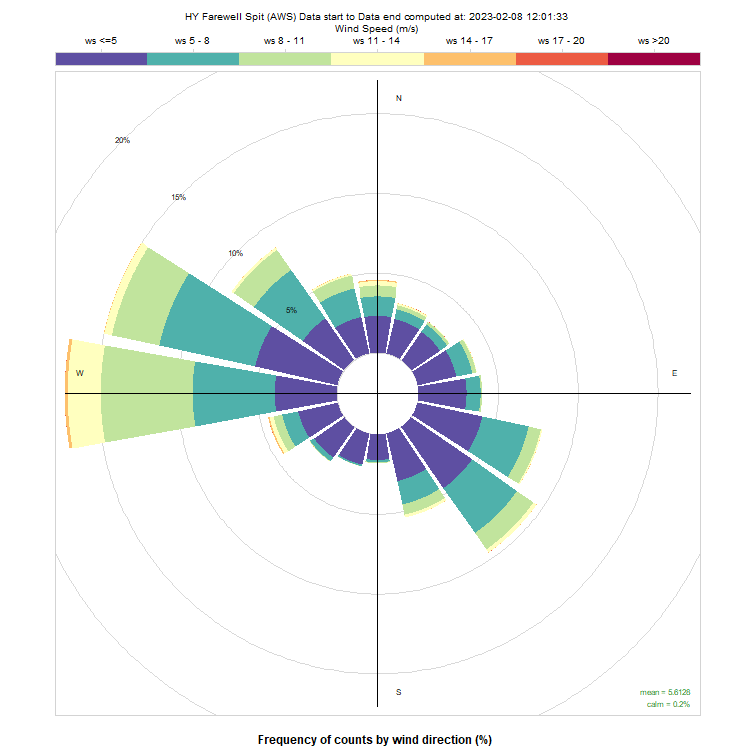 HY Farewell Spit (AWS) Data start to Data end computed at: 2023-02-08 12:01:33
Wind Speed (m/s)
ws <=5 ws 5 - 8 ws 8 - 11 ws 11 - 14 ws 14 - 17 ws 17 - 20 ws >20
N
20%
15%
10%
5%
W
E
S
mean = 5.6128
calm = 0.2%
Frequency of counts by wind direction (%)